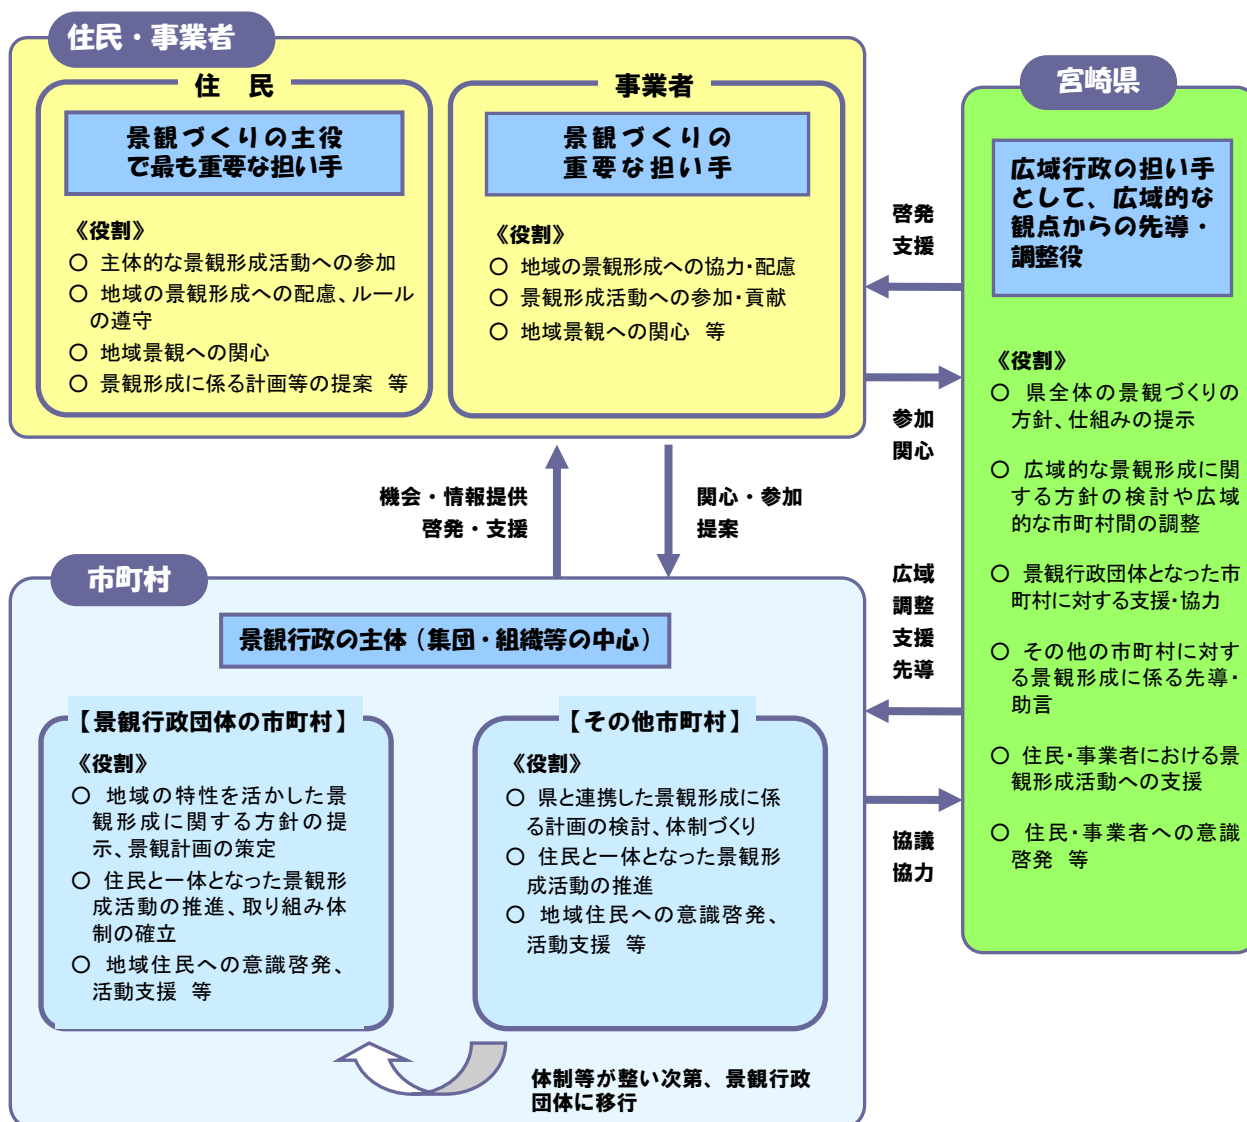 住民・事業者
住　民
景観づくりの主役
で最も重要な担い手
《役割》
○ 主体的な景観形成活動への参加
○ 地域の景観形成への配慮、ルール
の遵守
○ 地域景観への関心
○ 景観形成に係る計画等の提案　等
事業者
景観づくりの
重要な担い手
《役割》
○ 地域の景観形成への協力・配慮
○ 景観形成活動への参加・貢献
○ 地域景観への関心　等
啓発
支援
参加
関心
宮崎県
広域行政の担い手
として、広域的な
観点からの先導・
調整役
《役割》
○ 県全体の景観づくりの
方針、仕組みの提示
○ 広域的な景観形成に関
する方針の検討や広域
的な市町村間の調整
○ 景観行政団体となった市
町村に対する支援・協力
○ その他の市町村に対す
る景観形成に係る先導・
助言
○ 住民・事業者における景
観形成活動への支援
○ 住民・事業者への意識
啓発　等
機会・情報提供
啓発・支援
関心・参加
提案
広域
調整
支援
先導
協議
協力
市町村
景観行政の主体（集団・組織等の中心）
【景観行政団体の市町村】
《役割》
○ 地域の特性を活かした景
観形成に関する方針の提
示、景観計画の策定
○ 住民と一体となった景観形
成活動の推進、取り組み体
制の確立
○ 地域住民への意識啓発、
活動支援　等
【その他市町村】
《役割》
○ 県と連携した景観形成に係
る計画の検討、体制づくり
○ 住民と一体となった景観形
成活動の推進
○ 地域住民への意識啓発、
活動支援　等
体制等が整い次第、景観行政
団体に移行